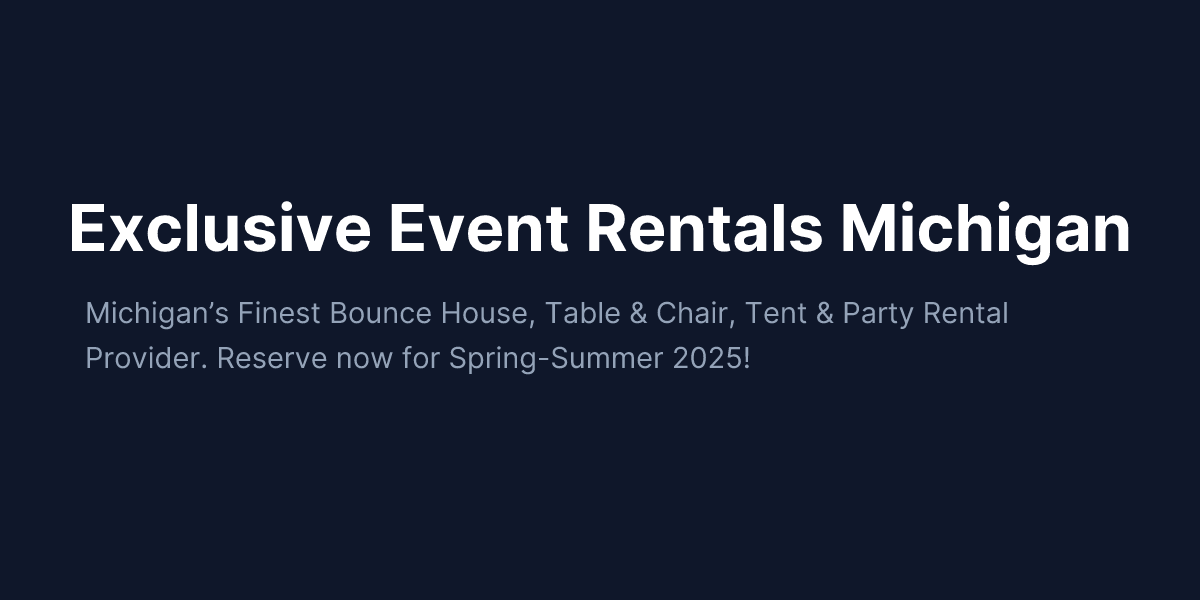 Exclusive Event Rentals Michigan
Michigan’s Finest Bounce House, Table & Chair, Tent & Party Rental
Provider. Reserve now for Spring-Summer 2025!